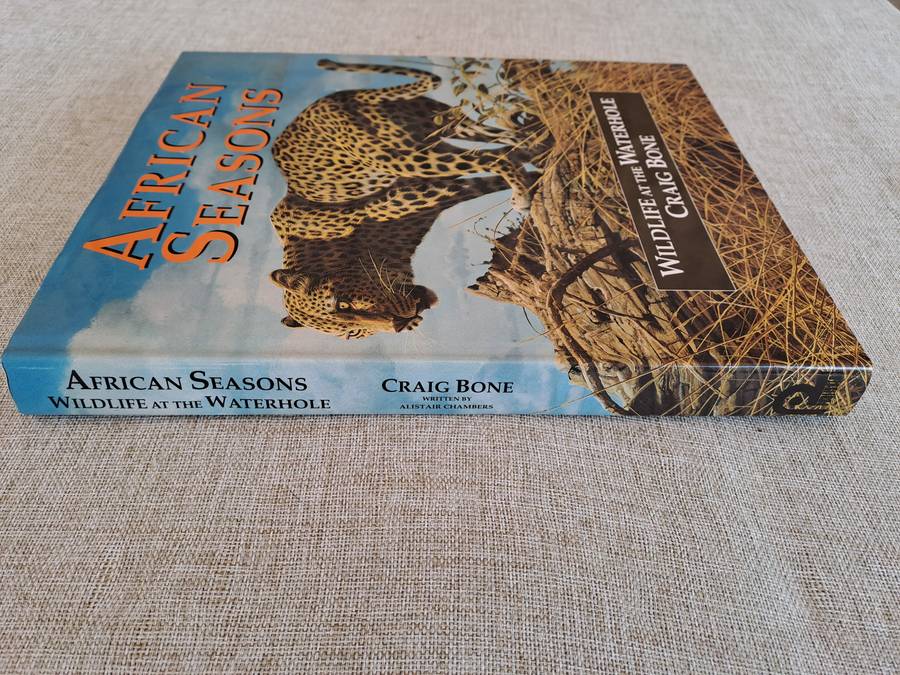 AFRICAN
SEASONS
WILDLIFE AT THE WATERHOLE
CRAIG BONE
AFRICAN SEASONS
WILDLIFE AT THE WATERHOLE
CRAIG BONE
WRITTEN BY
ALISTAIR CHAMBERS